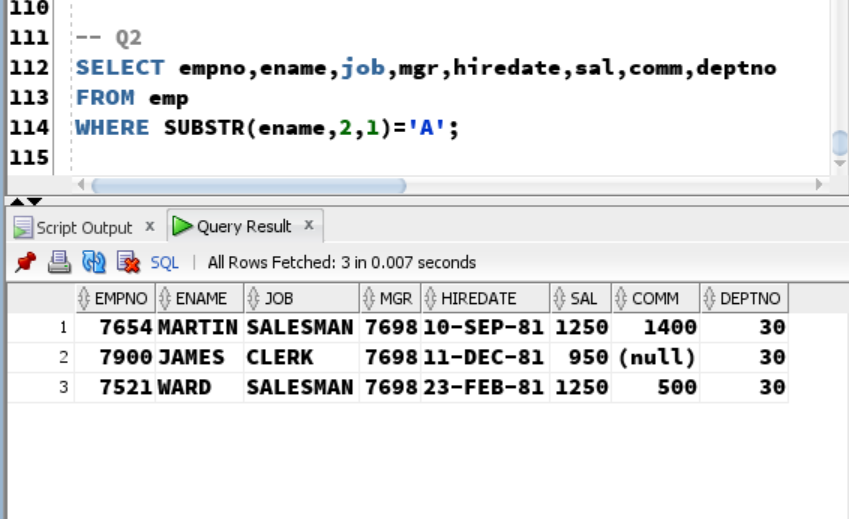 110
111 -- Q2
112 SELECT empno,ename,job,mgr,hiredate,sal,comm,deptno
113 FROM emp
114 WHERE SUBSTR(ename,2,1)='A';
115
Script Output x Query Result x
SQL | All Rows Fetched: 3 in 0.007 seconds
EMPNO ENAME JOB MGR HIREDATE SAL COMM DEPTNO
1 7654 MARTIN SALESMAN 7698 10-SEP-81 1250 1400 30
2 7900 JAMES CLERK 7698 11-DEC-81 950 (null) 30
3 7521 WARD SALESMAN 7698 23-FEB-81 1250 500 30